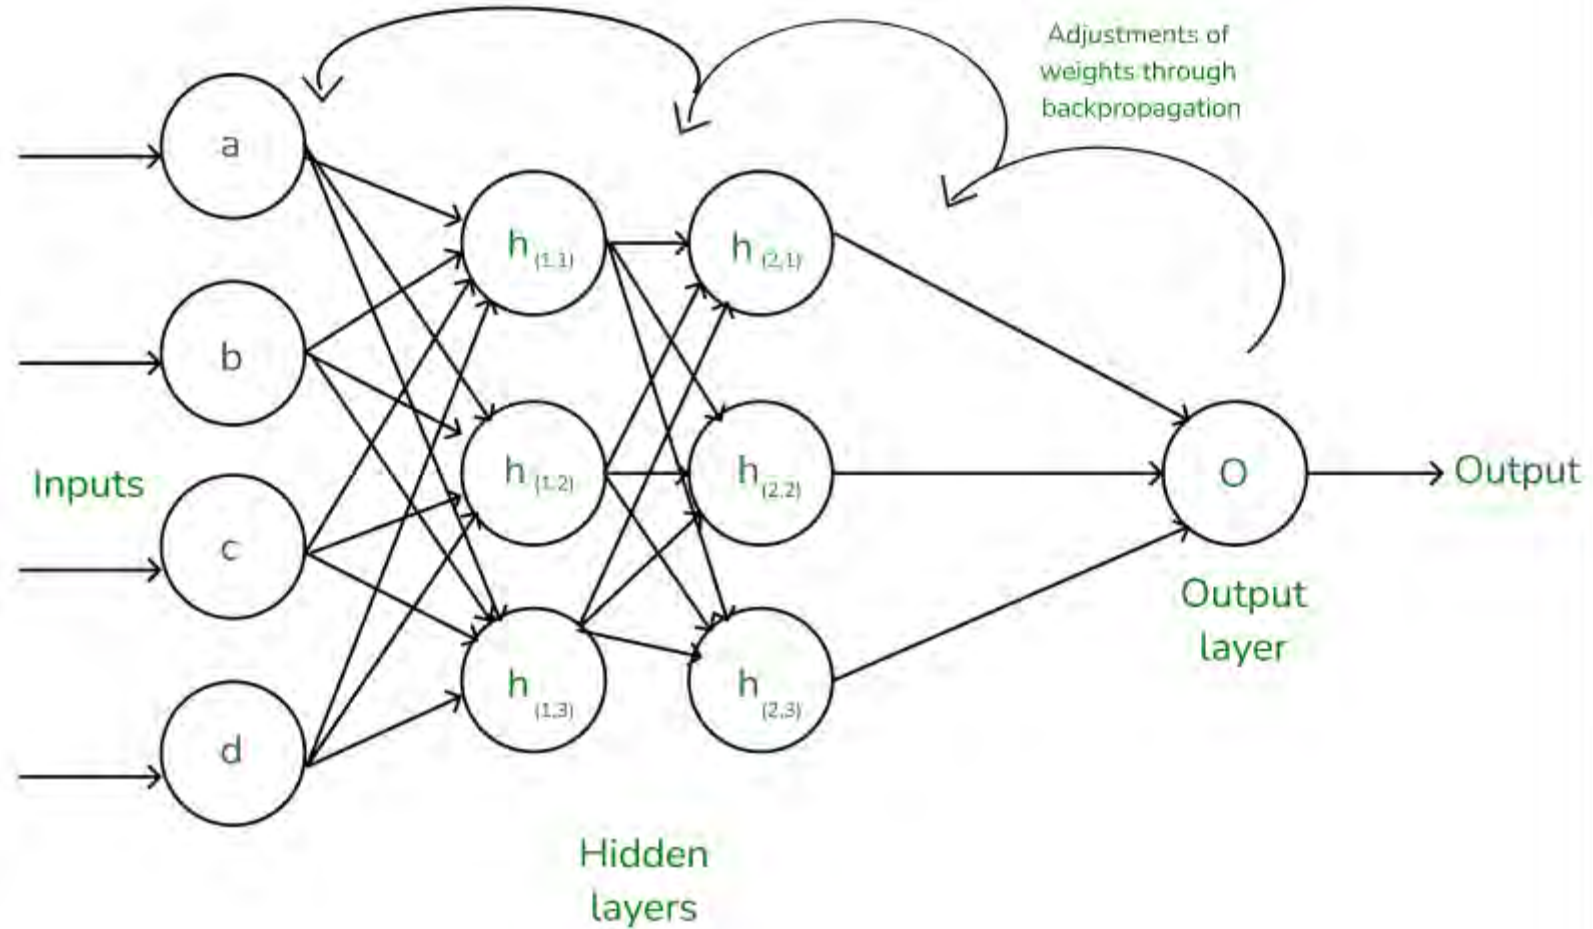 Adjustments of
weights through
backpropagation
a
h (1,1)
h (2,1)
b
Inputs
h (1,2)
h (2,2)
O
Output
c
Output
layer
h (1,3)
h (2,3)
d
Hidden
layers